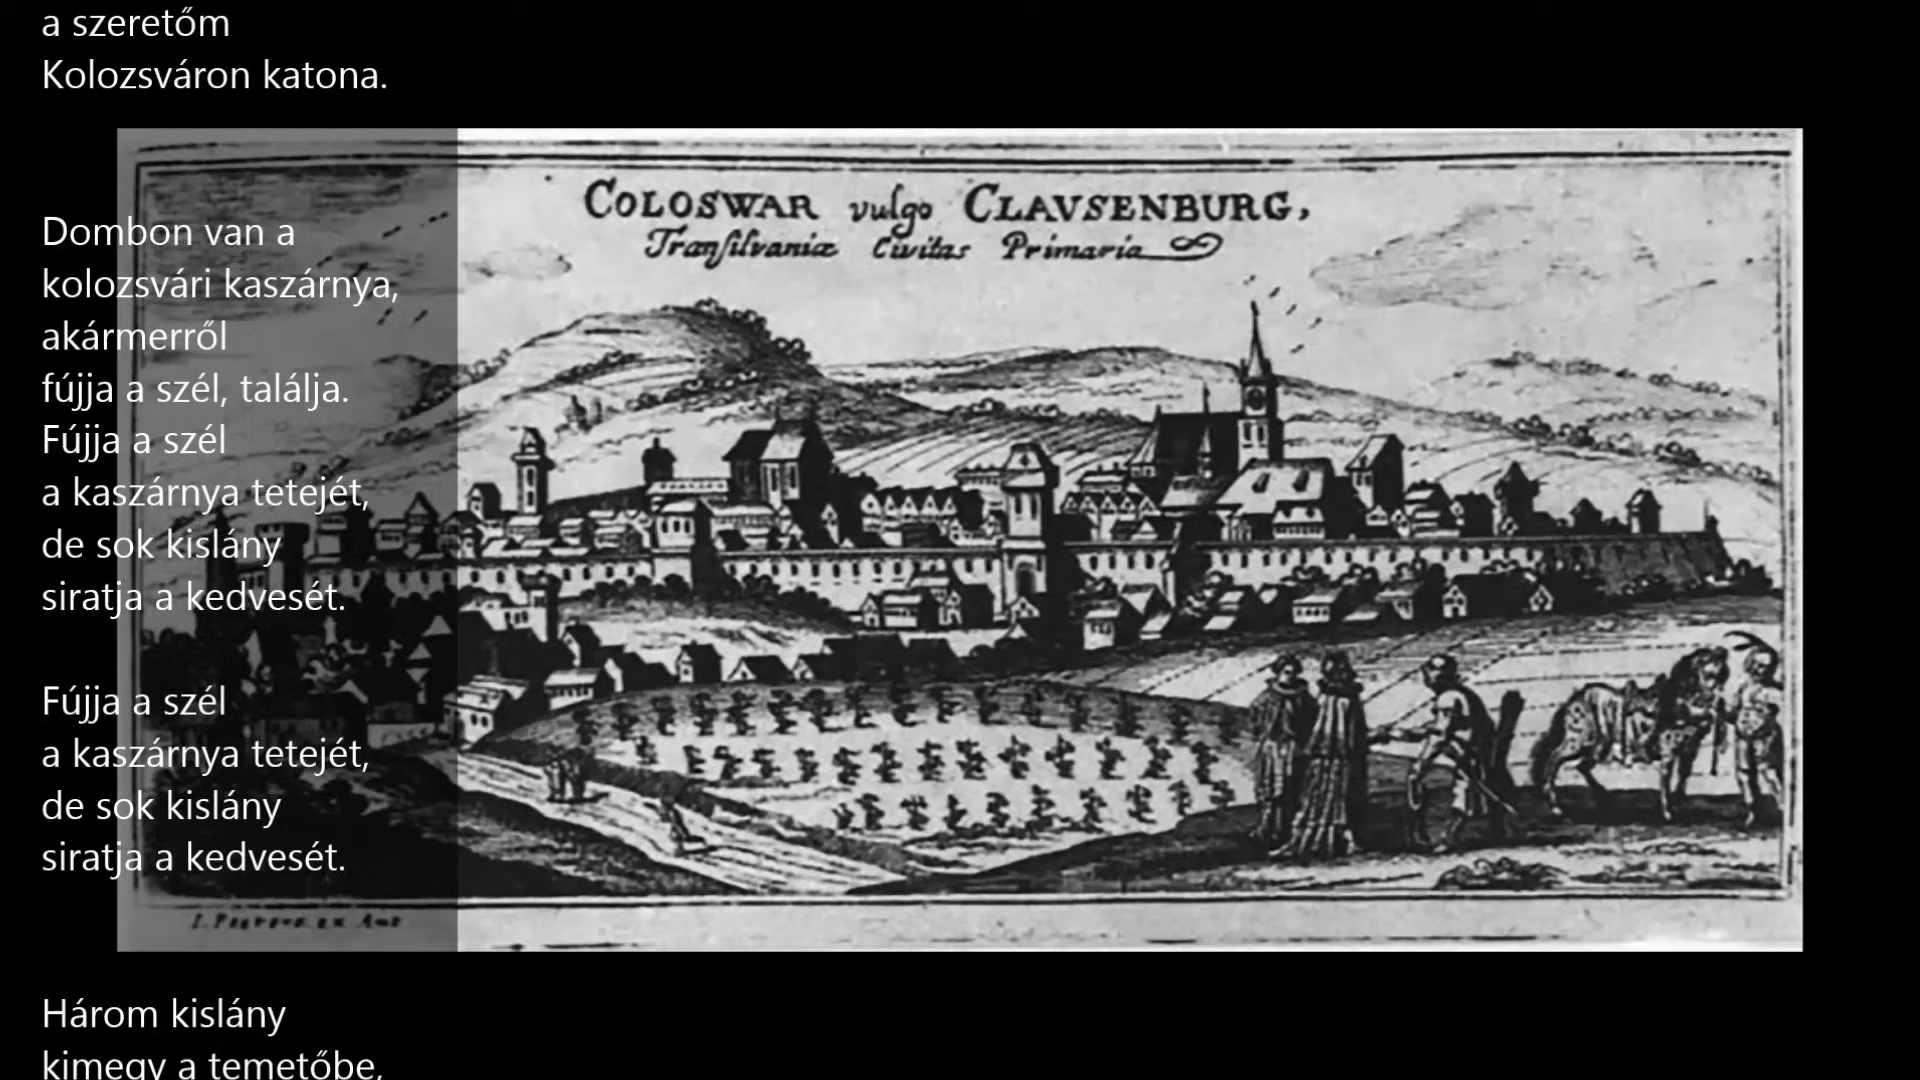 a szeretőm
Kolozsváron katona.
COLOSWAR vulgo CLAVSENBURG,
Tranſilvaniæ Civitas Primaria
Dombon van a
kolozsvári kaszárnya,
akármerről
fújja a szél, találja.
Fújja a szél
a kaszárnya tetejét,
de sok kislány
siratja a kedvesét.
Fújja a szél
a kaszárnya tetejét,
de sok kislány
siratja a kedvesét.
Három kislány
kimegy a temetőbe,